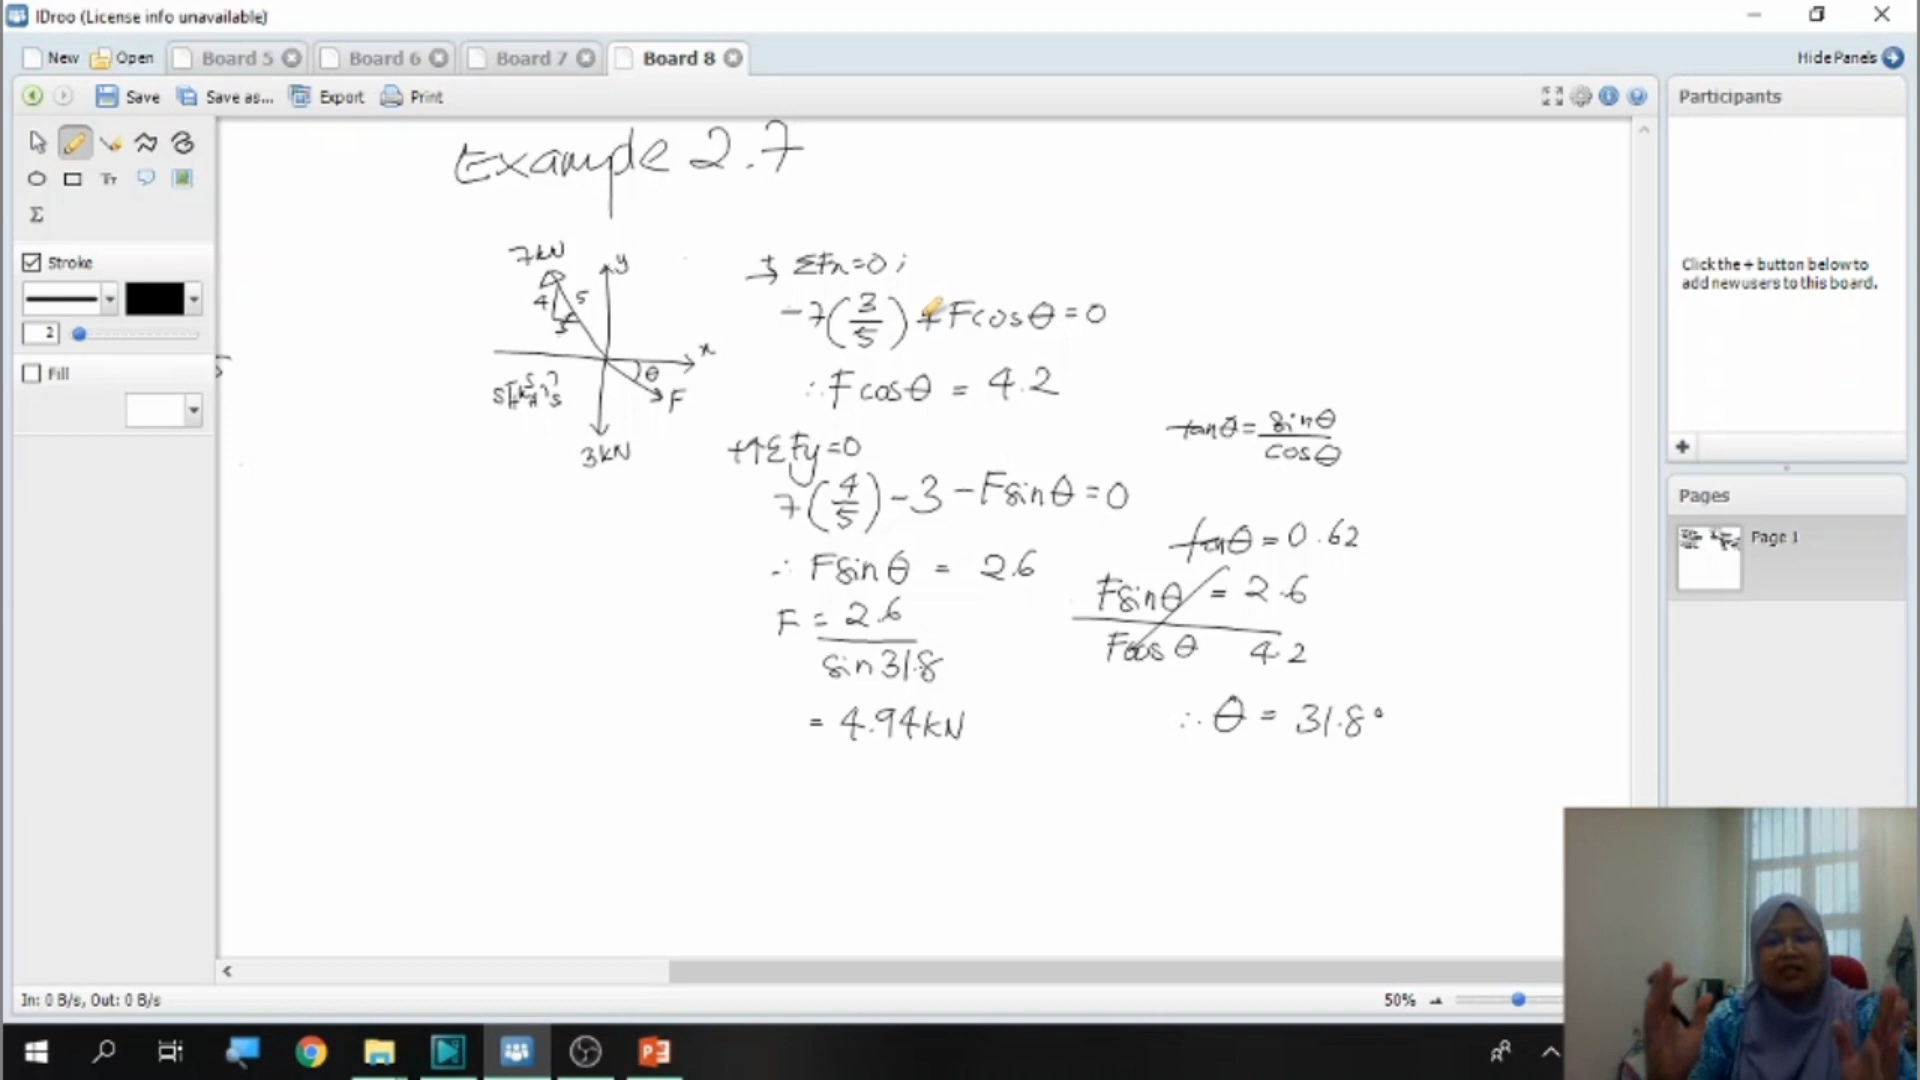 IDroo (License info unavailable)
New Open Board 5 Board 6 Board 7 Board 8 Hide Panels
Save Save as... Export Print
Participants
Click the + button below to
add new users to this board.
Pages
Page 1
Tr
Σ
Stroke
2
Fill
Example 2.7
7kN
4 5
3
y
x
θ
F
3kN
+→ ΣFx=0;
-7(3/5) + Fcosθ = 0
∴ Fcosθ = 4.2
+↑ΣFy=0
7(4/5) - 3 - Fsinθ = 0
∴ Fsinθ = 2.6
F = 2.6
sin31.8
= 4.94kN
tanθ = sinθ/cosθ
tanθ = 0.62
Fsinθ = 2.6
Fcosθ 4.2
∴ θ = 31.8°
In: 0 B/s, Out: 0 B/s
50%